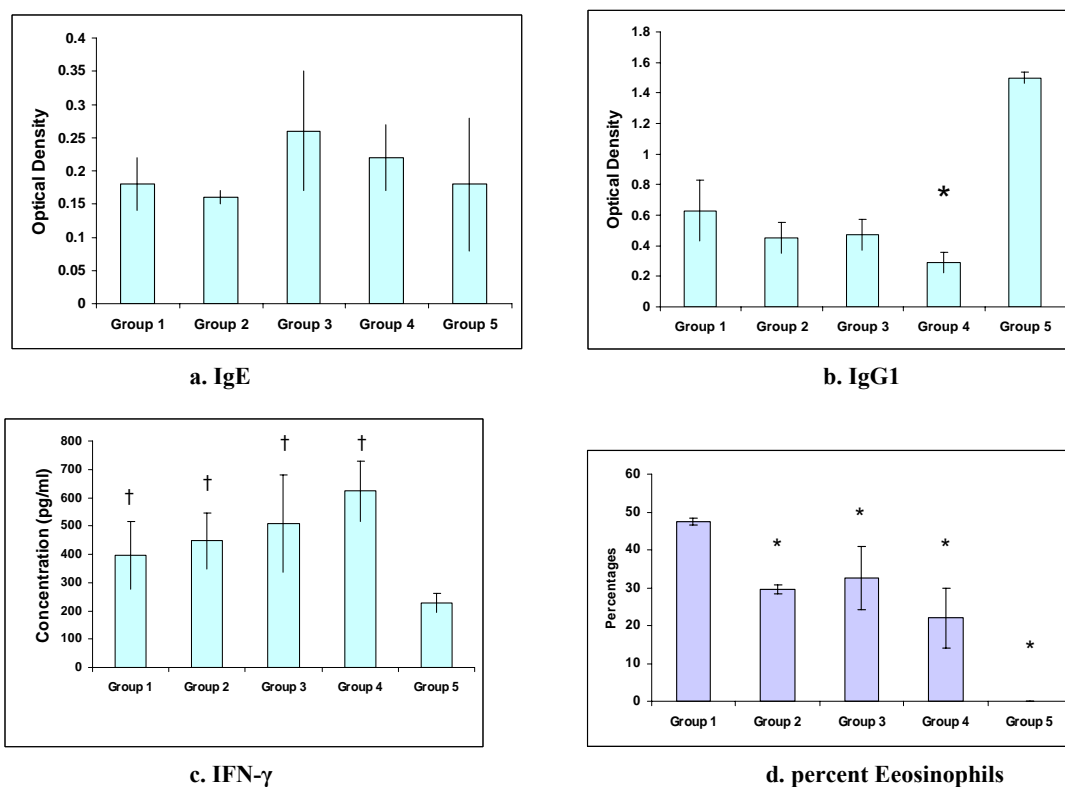 0.4
0.35
0.3
0.25
0.2
0.15
0.1
0.05
0
Optical Density
Group 1 Group 2 Group 3 Group 4 Group 5
a. IgE
1.8
1.6
1.4
1.2
1
0.8
0.6
0.4
0.2
0
Optical Density
*
Group 1 Group 2 Group 3 Group 4 Group 5
b. IgG1
800
700
600
500
400
300
200
100
0
Concentration (pg/ml)
† † † †
Group 1 Group 2 Group 3 Group 4 Group 5
c. IFN-γ
60
50
40
30
20
10
0
Percentages
* * * *
Group 1 Group 2 Group 3 Group 4 Group 5
d. percent Eeosinophils